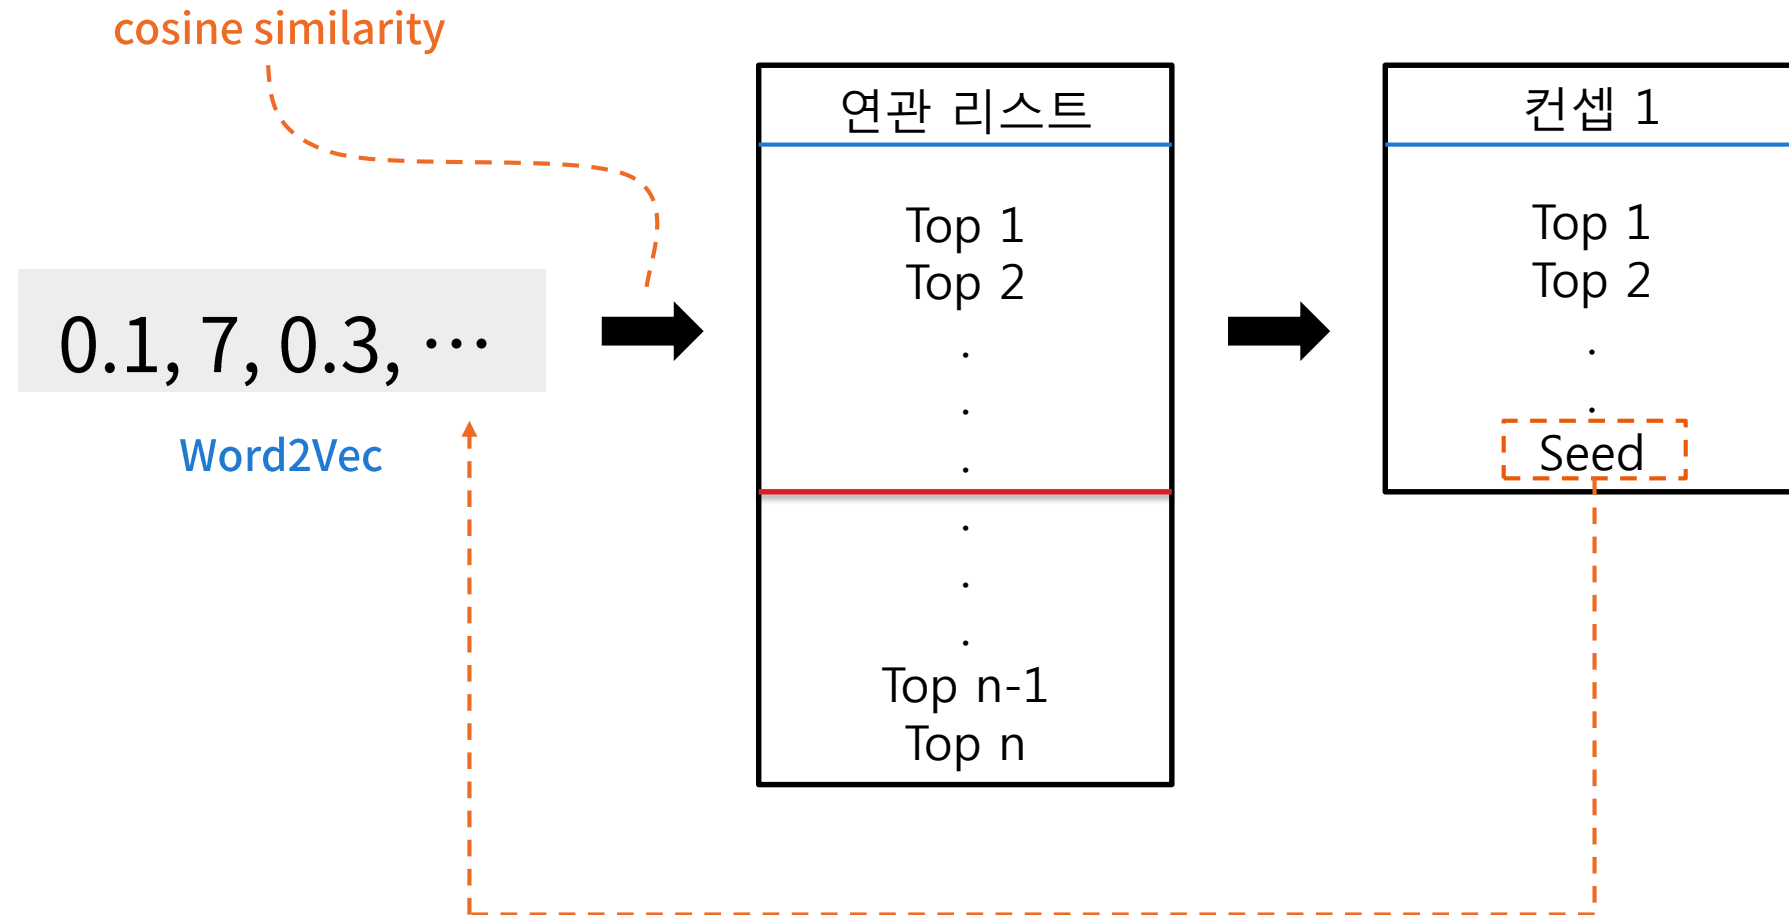 cosine similarity
0.1, 7, 0.3, ⋯
Word2Vec
연관 리스트
Top 1
Top 2
.
.
.
.
.
.
Top n-1
Top n
컨셉 1
Top 1
Top 2
.
.
Seed